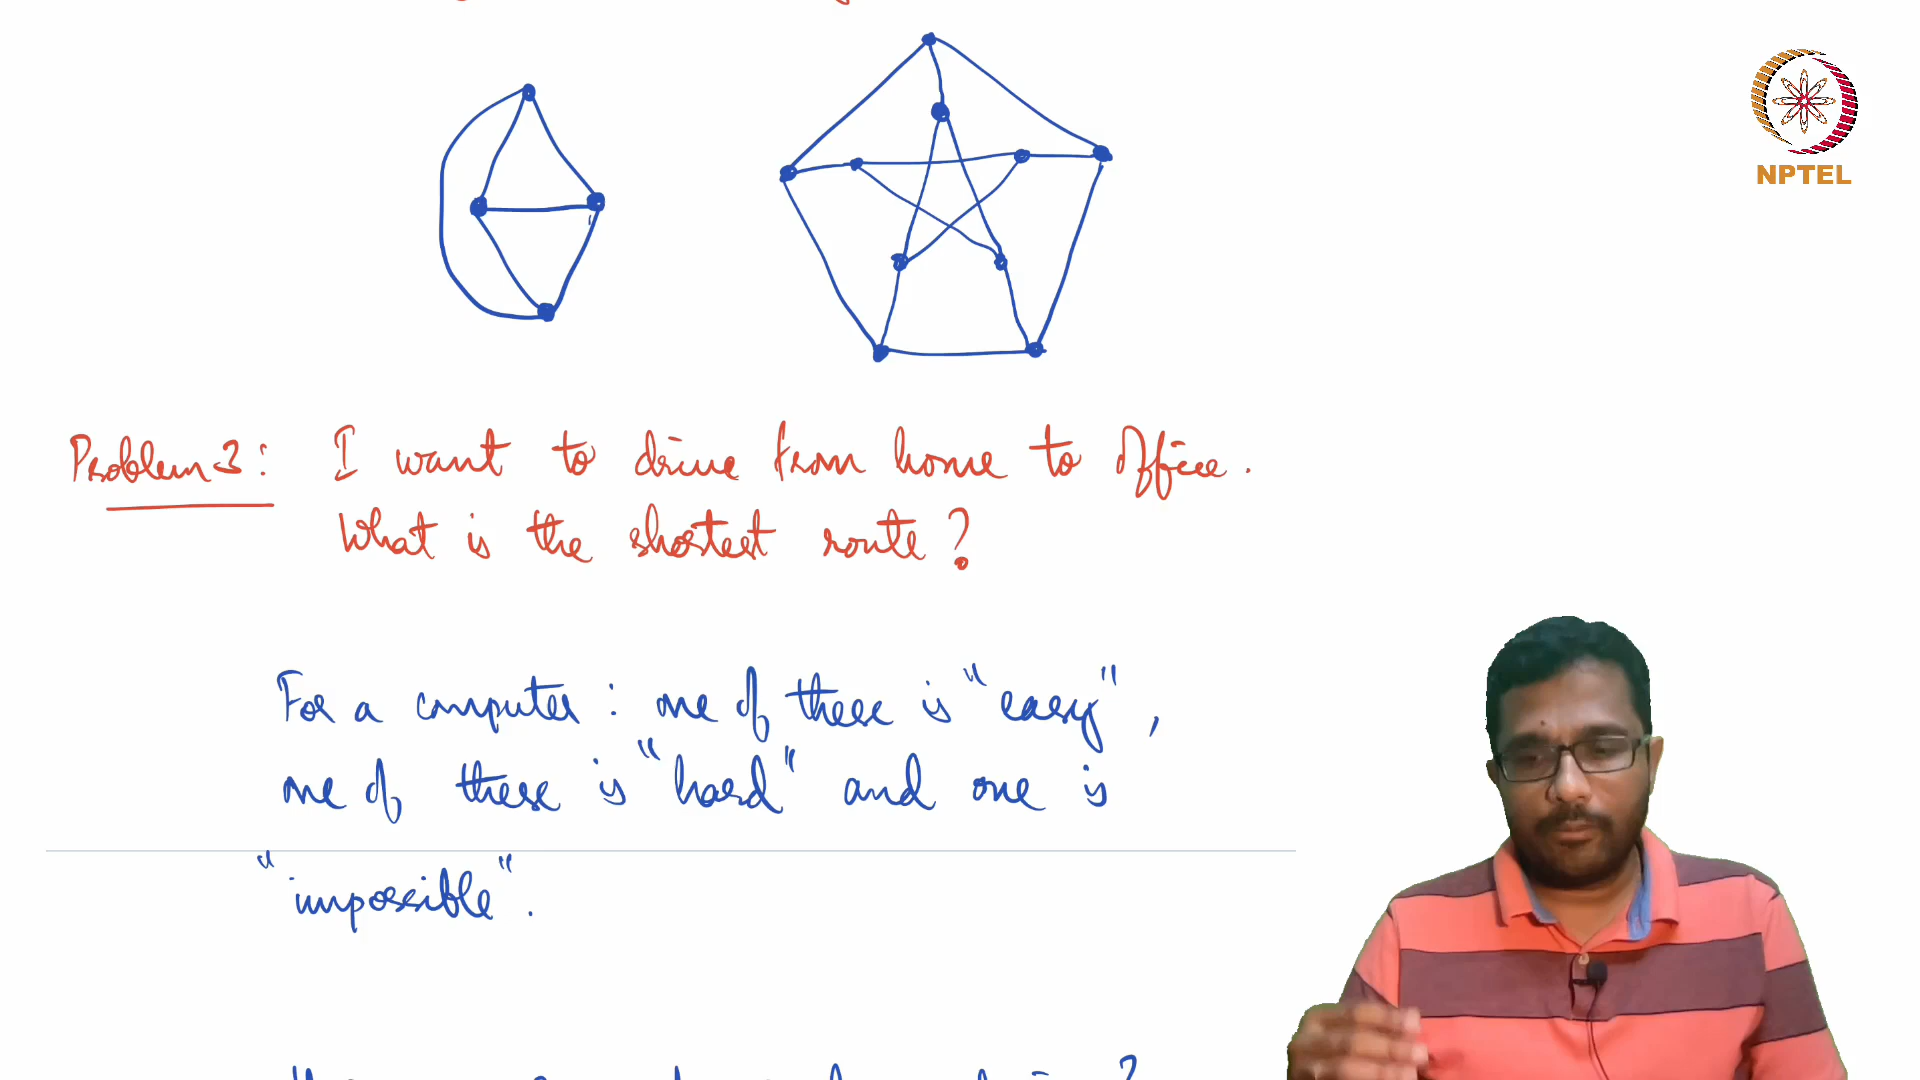 NPTEL
Problem 3: I want to drive from home to office.
What is the shortest route?
For a computer: one of these is "easy",
one of these is "hard" and one is
"impossible".